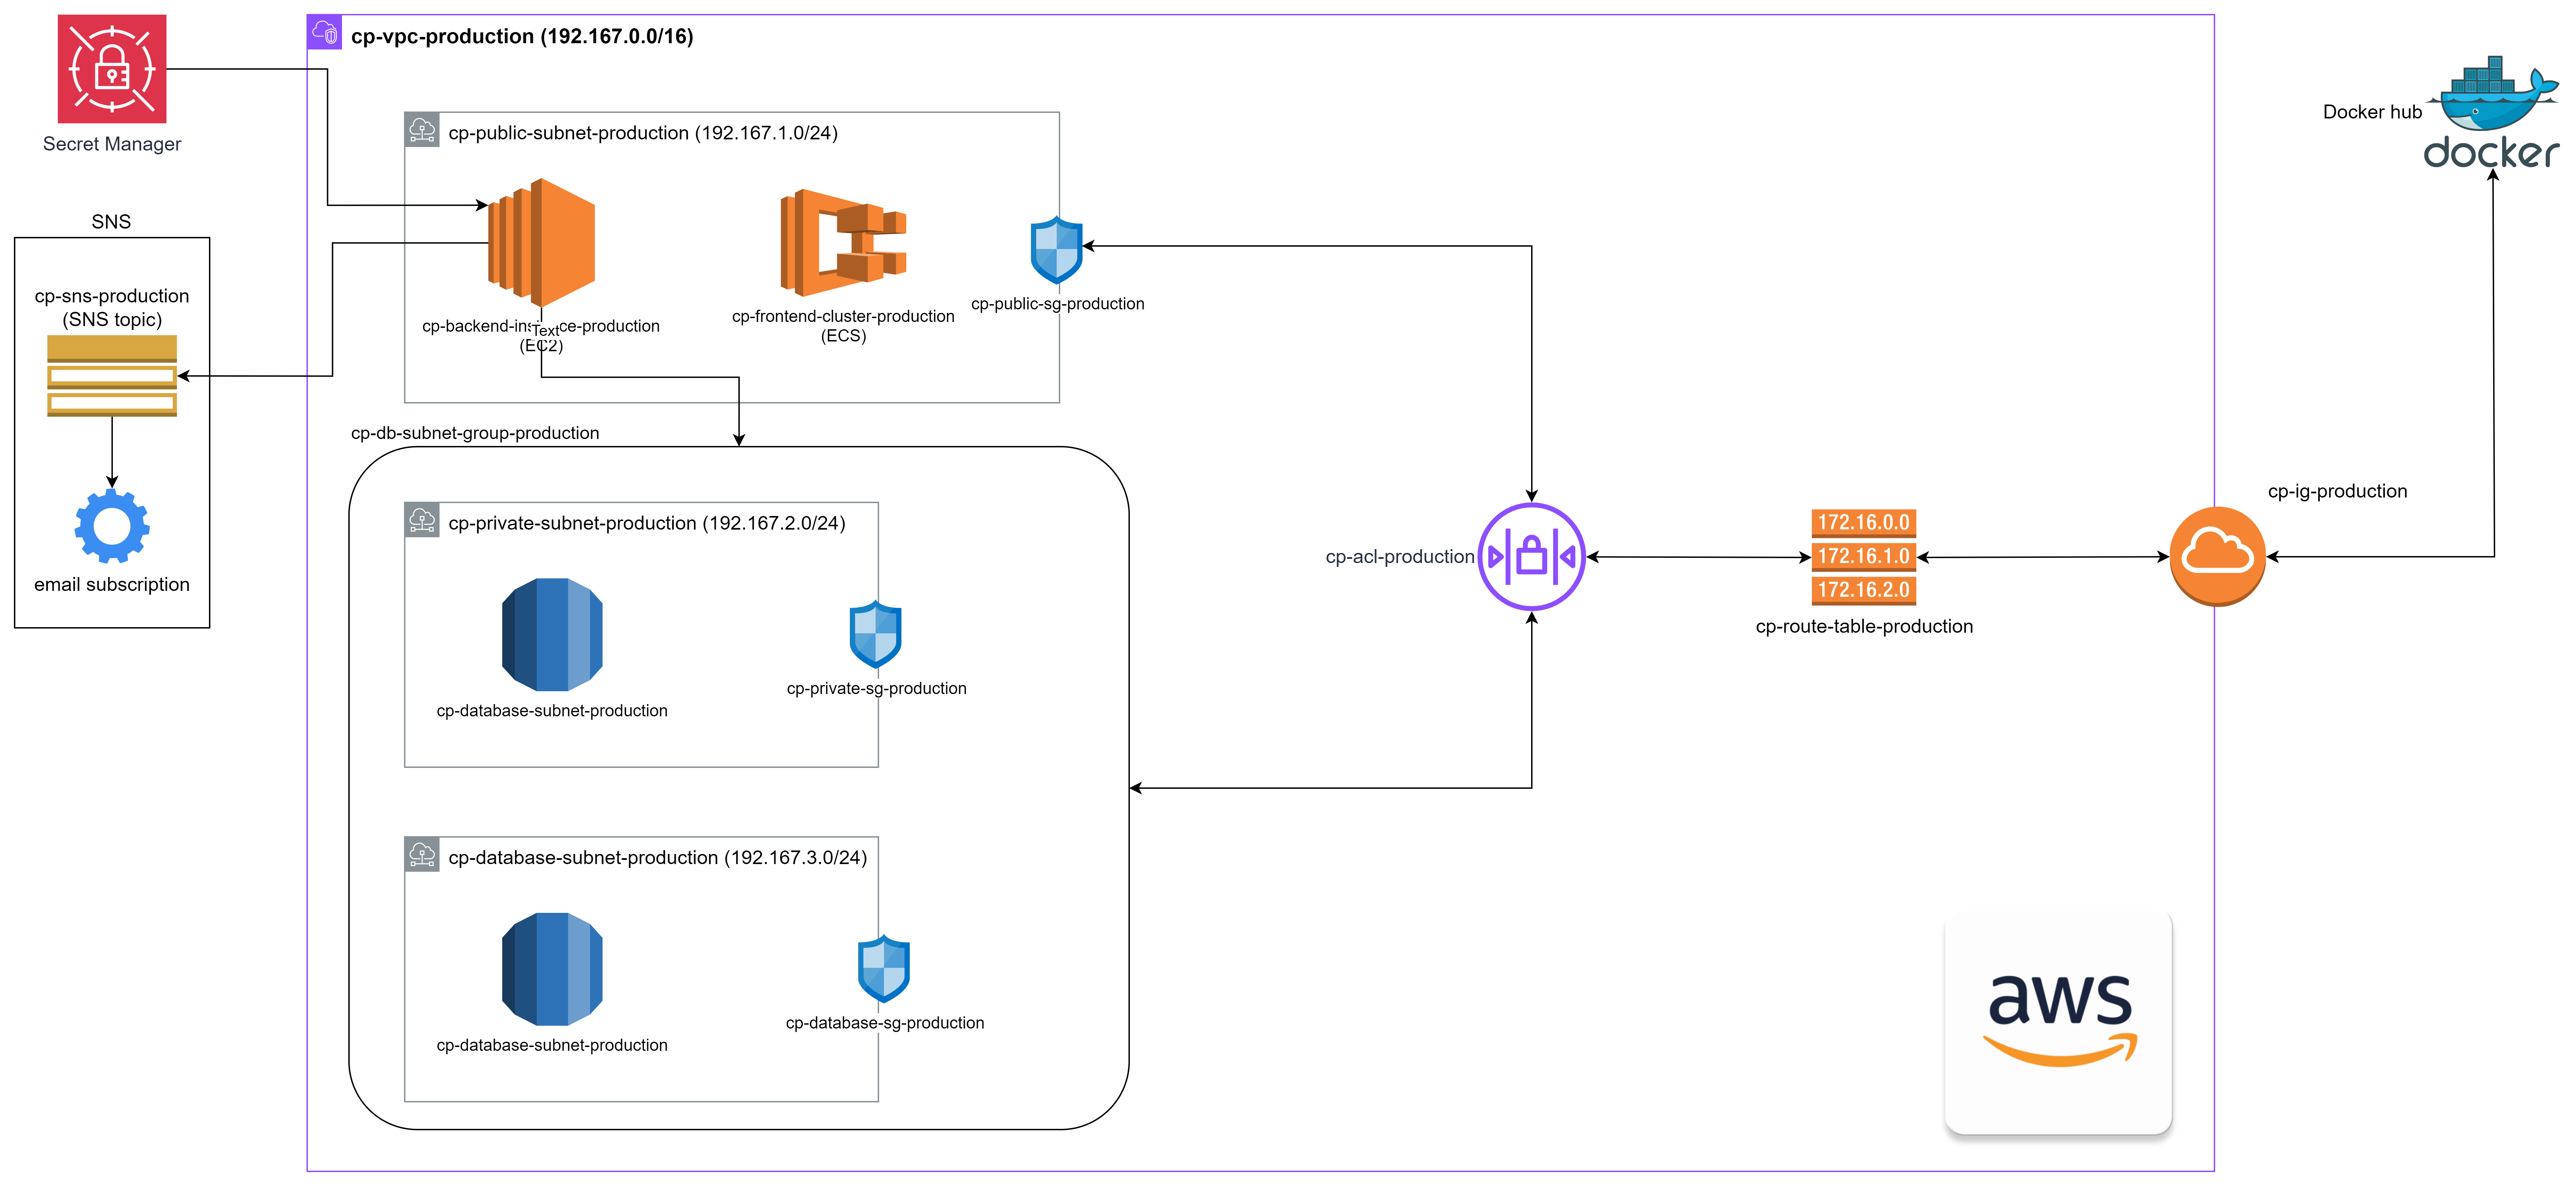 cp-vpc-production (192.167.0.0/16)
Secret Manager
cp-public-subnet-production (192.167.1.0/24)
Docker hub
docker
SNS
cp-sns-production
(SNS topic)
email subscription
Text
(EC2)
cp-frontend-cluster-production
(ECS)
cp-public-sg-production
cp-db-subnet-group-production
cp-private-subnet-production (192.167.2.0/24)
cp-database-subnet-production
cp-private-sg-production
cp-database-subnet-production (192.167.3.0/24)
cp-database-subnet-production
cp-database-sg-production
cp-acl-production
172.16.0.0
172.16.1.0
172.16.2.0
cp-route-table-production
cp-ig-production
aws